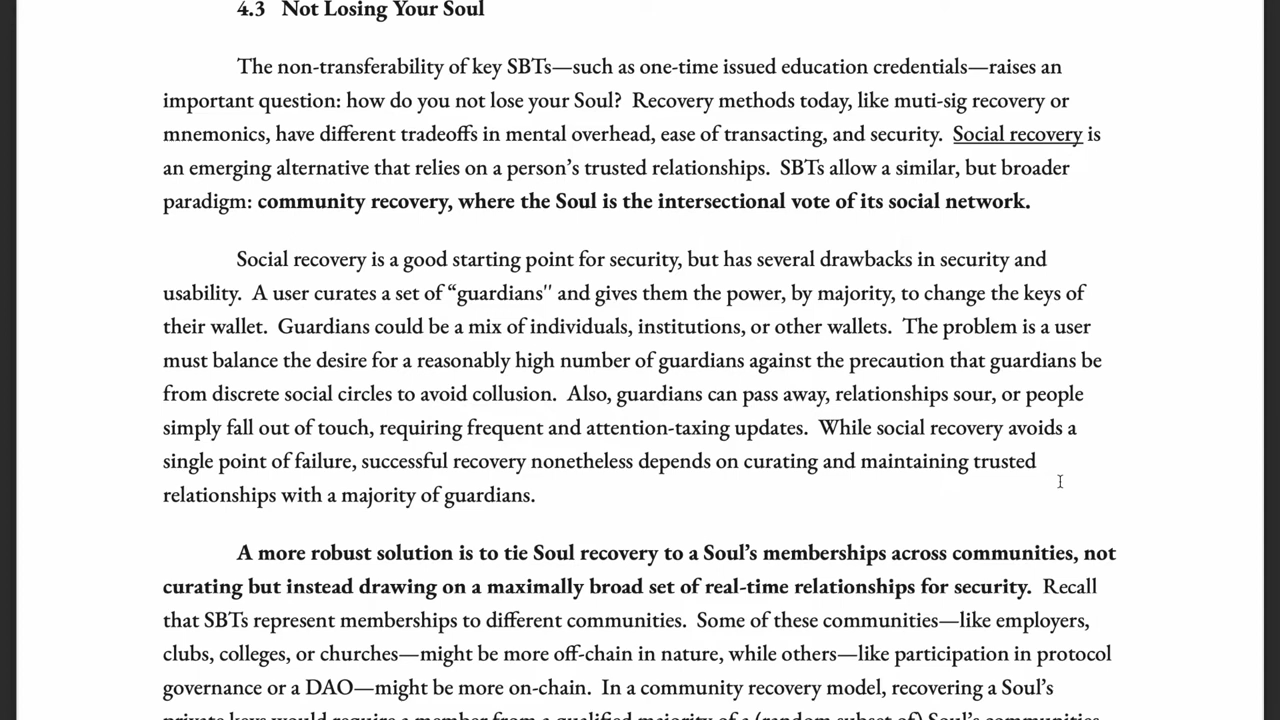 4.3 Not Losing Your Soul
The non-transferability of key SBTs—such as one-time issued education credentials—raises an
important question: how do you not lose your Soul? Recovery methods today, like muti-sig recovery or
mnemonics, have different tradeoffs in mental overhead, ease of transacting, and security. Social recovery is
an emerging alternative that relies on a person’s trusted relationships. SBTs allow a similar, but broader
paradigm: community recovery, where the Soul is the intersectional vote of its social network.
Social recovery is a good starting point for security, but has several drawbacks in security and
usability. A user curates a set of “guardians" and gives them the power, by majority, to change the keys of
their wallet. Guardians could be a mix of individuals, institutions, or other wallets. The problem is a user
must balance the desire for a reasonably high number of guardians against the precaution that guardians be
from discrete social circles to avoid collusion. Also, guardians can pass away, relationships sour, or people
simply fall out of touch, requiring frequent and attention-taxing updates. While social recovery avoids a
single point of failure, successful recovery nonetheless depends on curating and maintaining trusted
relationships with a majority of guardians.
A more robust solution is to tie Soul recovery to a Soul’s memberships across communities, not
curating but instead drawing on a maximally broad set of real-time relationships for security. Recall
that SBTs represent memberships to different communities. Some of these communities—like employers,
clubs, colleges, or churches—might be more off-chain in nature, while others—like participation in protocol
governance or a DAO—might be more on-chain. In a community recovery model, recovering a Soul’s
private keys would require a member from a qualified majority of a (random subset of) Soul’s communities